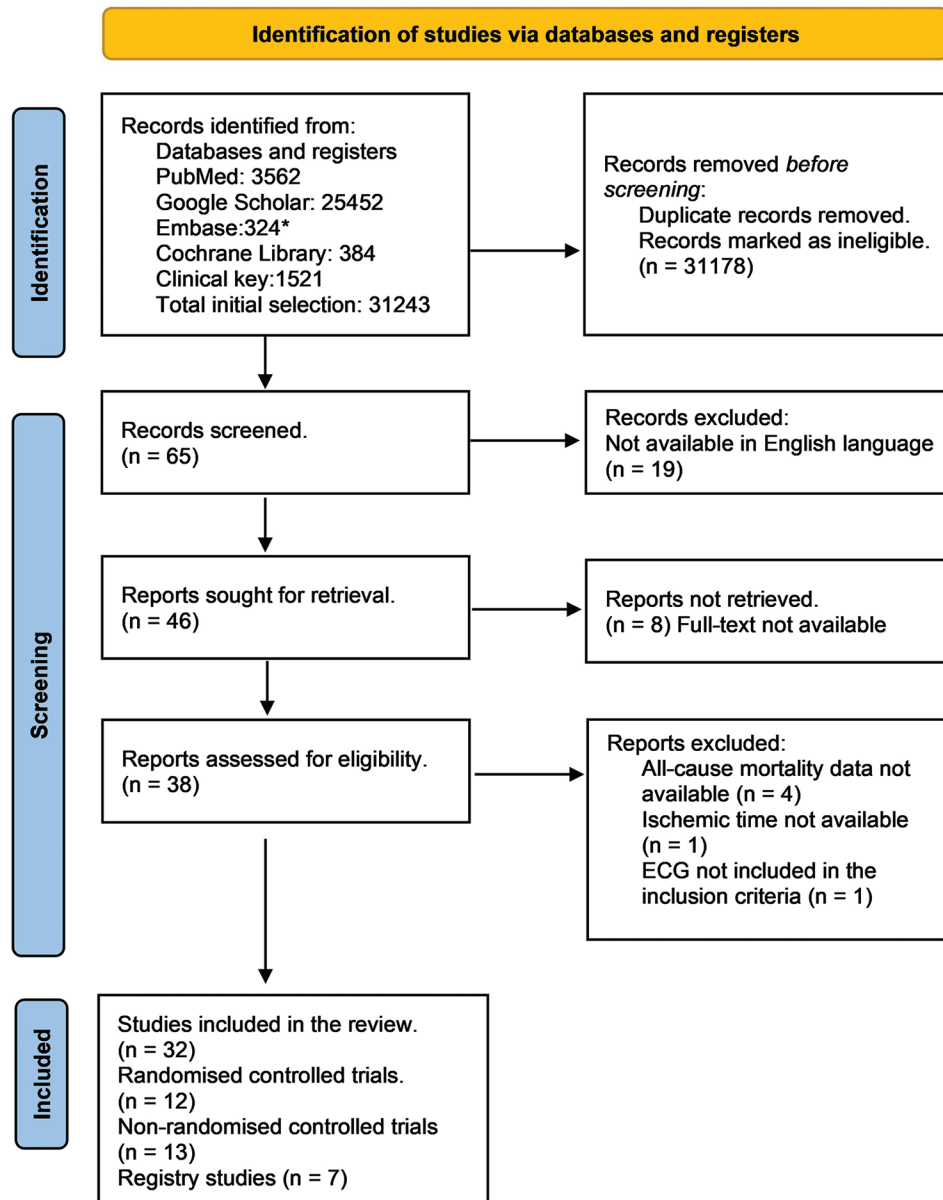 Identification of studies via databases and registers
Identification
Records identified from:
Databases and registers
PubMed: 3562
Google Scholar: 25452
Embase:324*
Cochrane Library: 384
Clinical key:1521
Total initial selection: 31243
Records removed before
screening:
Duplicate records removed.
Records marked as ineligible.
(n = 31178)
Screening
Records screened.
(n = 65)
Records excluded:
Not available in English language
(n = 19)
Reports sought for retrieval.
(n = 46)
Reports not retrieved.
(n = 8) Full-text not available
Reports assessed for eligibility.
(n = 38)
Reports excluded:
All-cause mortality data not
available (n = 4)
Ischemic time not available
(n = 1)
ECG not included in the
inclusion criteria (n = 1)
Included
Studies included in the review.
(n = 32)
Randomised controlled trials.
(n = 12)
Non-randomised controlled trials
(n = 13)
Registry studies (n = 7)